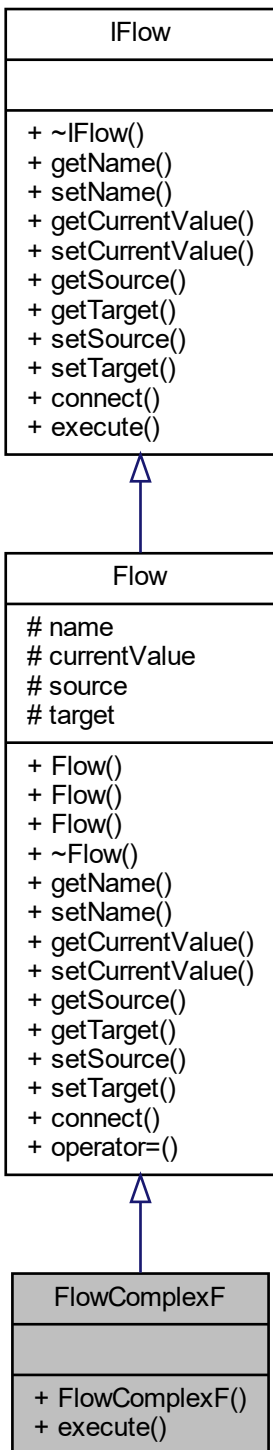 IFlow
+ ~IFlow()
+ getName()
+ setName()
+ getCurrentValue()
+ setCurrentValue()
+ getSource()
+ getTarget()
+ setSource()
+ setTarget()
+ connect()
+ execute()
Flow
# name
# currentValue
# source
# target
+ Flow()
+ Flow()
+ Flow()
+ ~Flow()
+ getName()
+ setName()
+ getCurrentValue()
+ setCurrentValue()
+ getSource()
+ getTarget()
+ setSource()
+ setTarget()
+ connect()
+ operator=()
FlowComplexF
+ FlowComplexF()
+ execute()